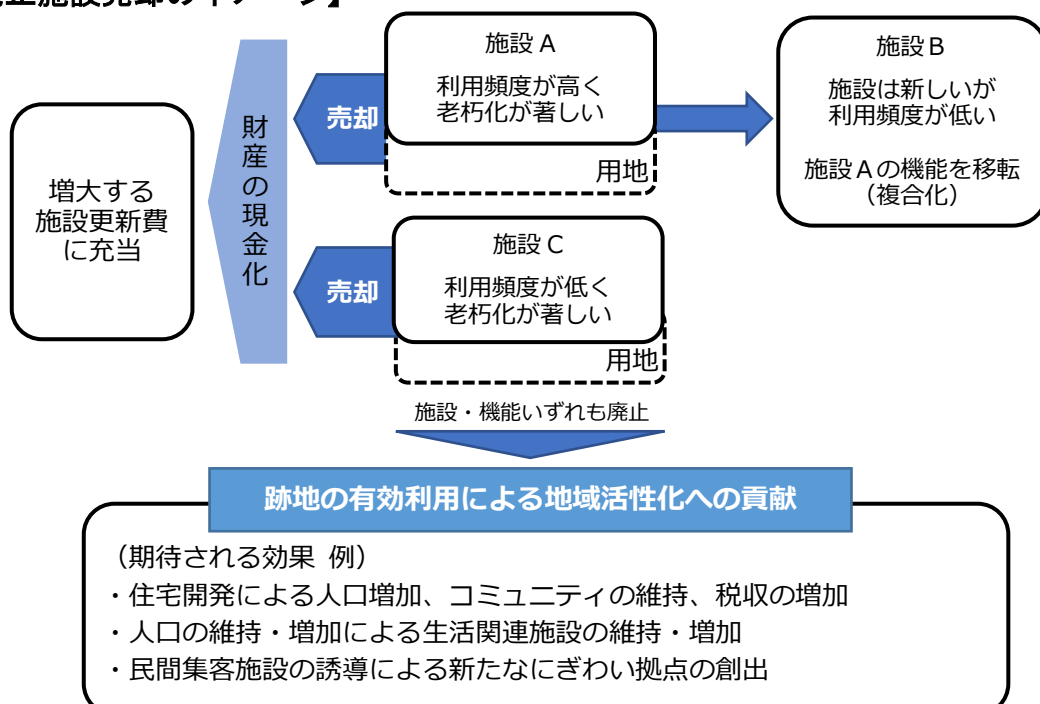 施設売却のイメージ】
施設A
利用頻度が高く
老朽化が著しい
用地
売却
施設B
施設は新しいが
利用頻度が低い
施設Aの機能を移転
（複合化）
財産の現金化
増大する
施設更新費
に充当
施設C
利用頻度が低く
老朽化が著しい
用地
売却
施設・機能いずれも廃止
跡地の有効利用による地域活性化への貢献
（期待される効果 例）
・住宅開発による人口増加、コミュニティの維持、税収の増加
・人口の維持・増加による生活関連施設の維持・増加
・民間集客施設の誘導による新たなにぎわい拠点の創出